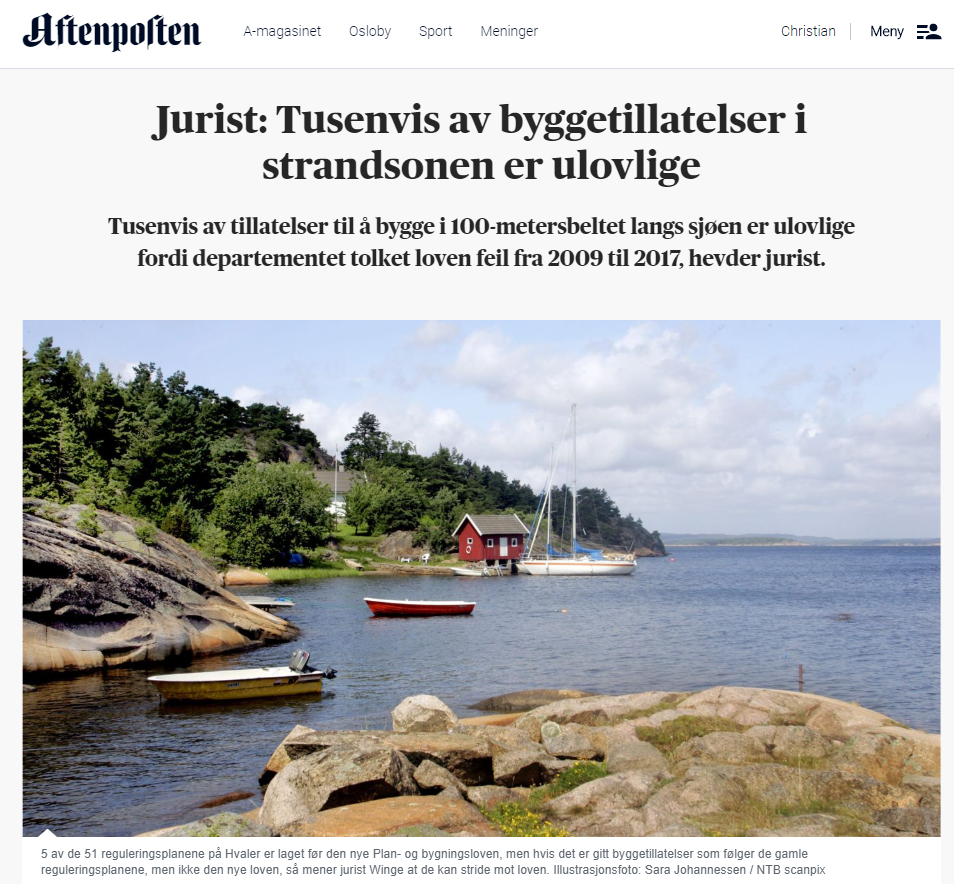 Aftenposten
A-magasinet Osloby Sport Meninger
Christian Meny
Jurist: Tusenvis av byggetillatelser i
strandsonen er ulovlige
Tusenvis av tillatelser til å bygge i 100-metersbeltet langs sjøen er ulovlige
fordi departementet tolket loven feil fra 2009 til 2017, hevder jurist.
5 av de 51 reguleringsplanene på Hvaler er laget før den nye Plan- og bygningsloven, men hvis det er gitt byggetillatelser som følger de gamle
reguleringsplanene, men ikke den nye loven, så mener jurist Winge at de kan stride mot loven. Illustrasjonsfoto: Sara Johannessen / NTB scanpix